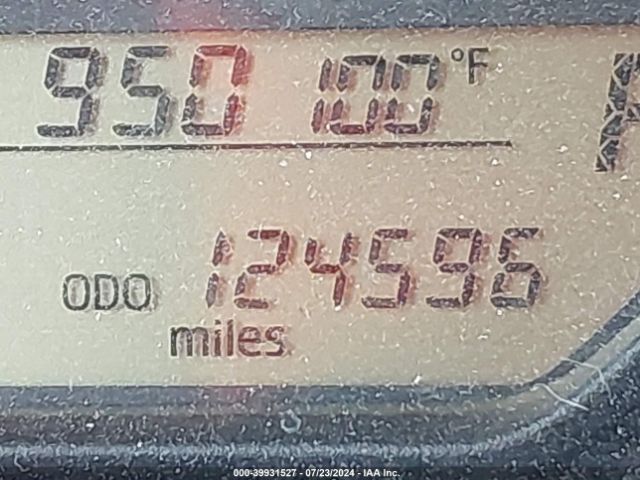 950 100°F
ODO 124596
miles
000-39931527 - 07/23/2024 - IAA Inc.